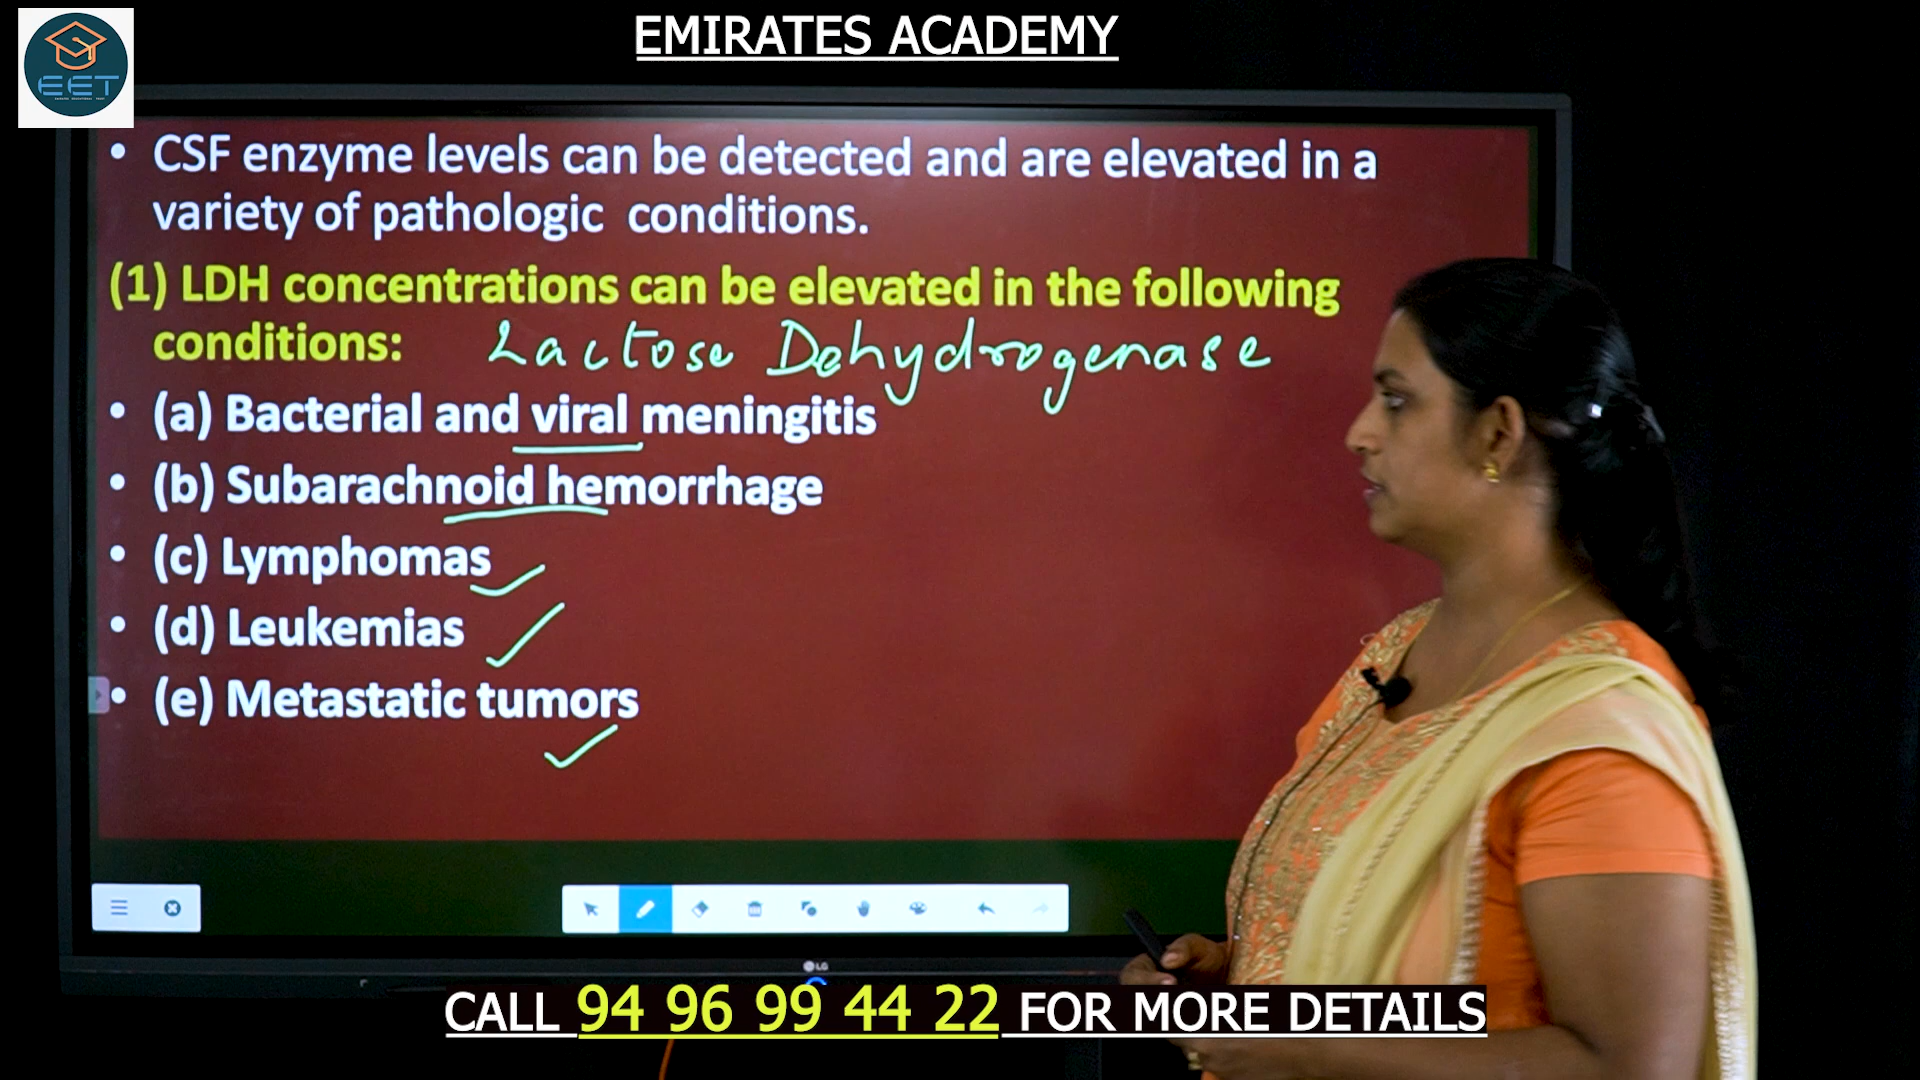 EMIRATES ACADEMY
EET
• CSF enzyme levels can be detected and are elevated in a
variety of pathologic conditions.
(1) LDH concentrations can be elevated in the following
conditions:
Lactose Dehydrogenase
• (a) Bacterial and viral meningitis
• (b) Subarachnoid hemorrhage
• (c) Lymphomas
• (d) Leukemias
• (e) Metastatic tumors
LG
CALL 94 96 99 44 22 FOR MORE DETAILS